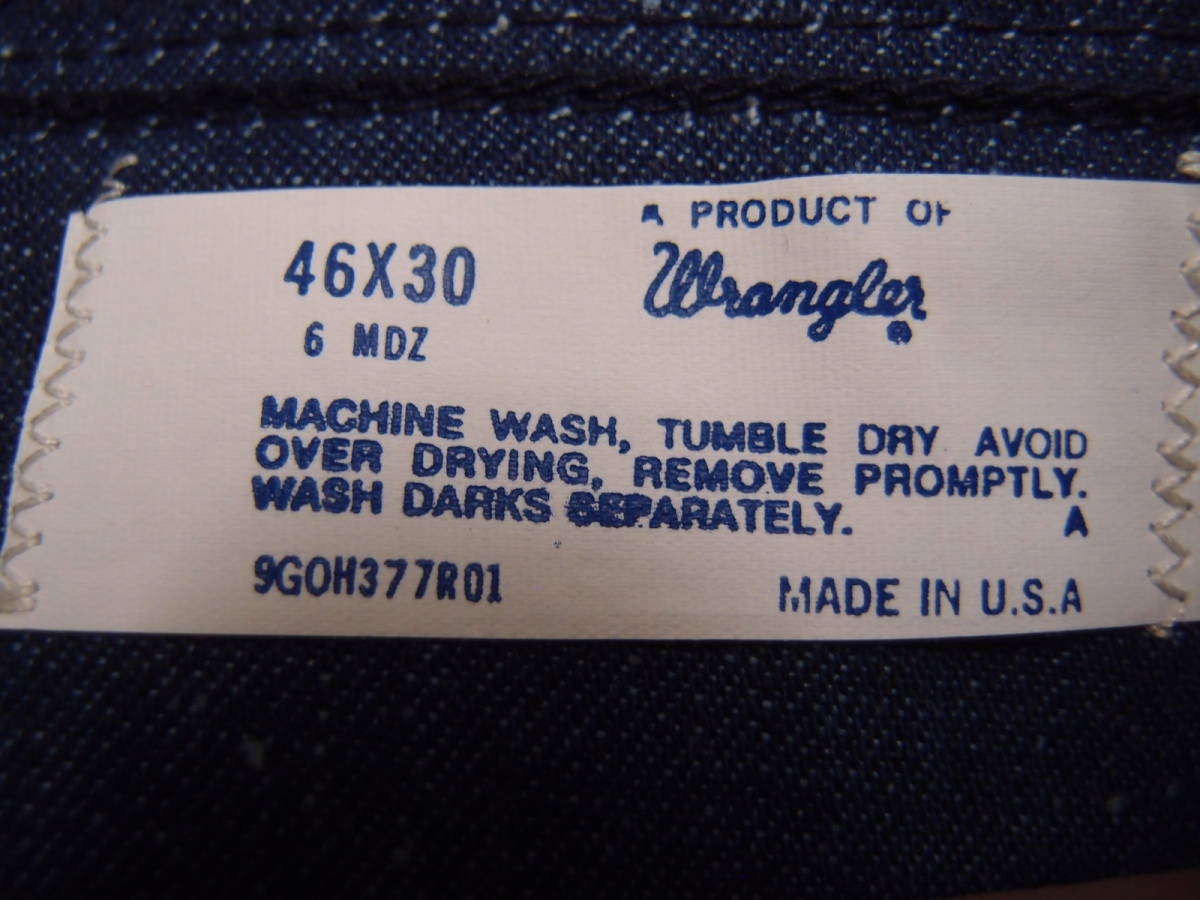 A PRODUCT OF
46X30
Wrangler®
6 MDZ
MACHINE WASH, TUMBLE DRY. AVOID
OVER DRYING, REMOVE PROMPTLY.
WASH DARKS SEPARATELY. A
9GOH377R01
MADE IN U.S.A